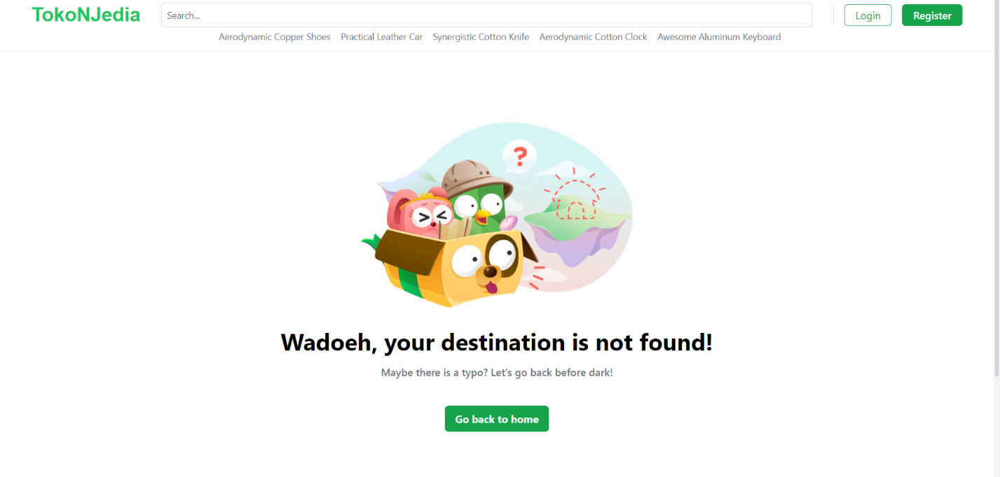 TokoNJedia
Search...
Login
Register
Aerodynamic Copper Shoes Practical Leather Car Synergistic Cotton Knife Aerodynamic Cotton Clock Awesome Aluminum Keyboard
?
Wadoeh, your destination is not found!
Maybe there is a typo? Let's go back before dark!
Go back to home